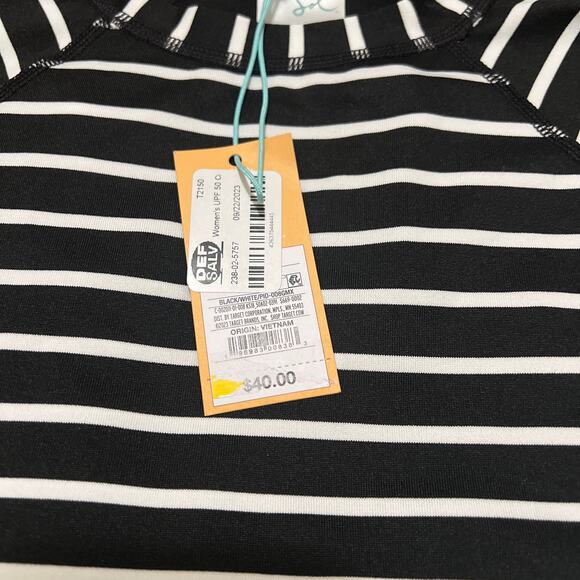 T2150
Women's UPF 50 C
09/22/2023
DEF
SALV
238-02-5757
BLACK/WHITE/PID-008GMX
DIST. BY TARGET CORPORATION, MPLS, MN 55403
©2023 TARGET BRANDS, INC. SHOP TARGET.COM
ORIGIN: VIETNAM
$40.00